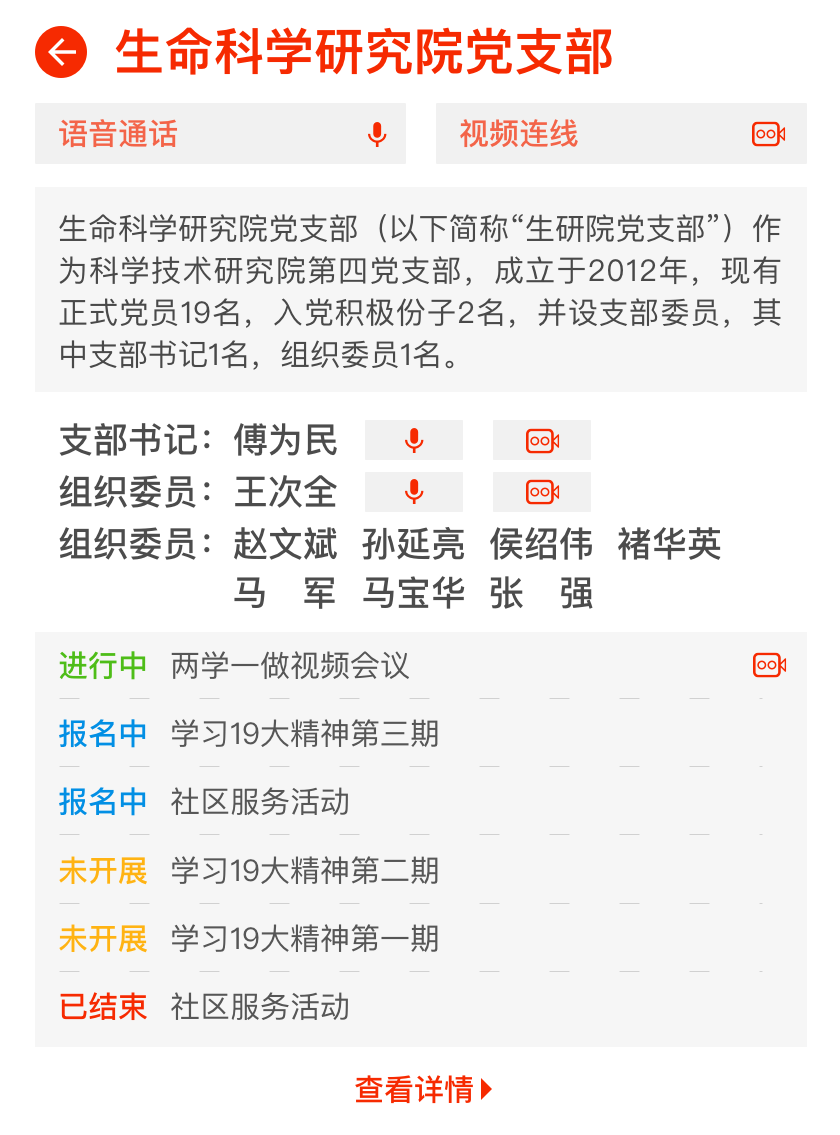 生命科学研究院党支部
语音通话 视频连线
生命科学研究院党支部（以下简称“生研院党支部”）作
为科学技术研究院第四党支部，成立于2012年，现有
正式党员19名，入党积极份子2名，并设支部委员，其
中支部书记1名，组织委员1名。
支部书记：傅为民
组织委员：王次全
组织委员：赵文斌 孙延亮 侯绍伟 褚华英
马 军 马宝华 张 强
进行中 两学一做视频会议
报名中 学习19大精神第三期
报名中 社区服务活动
未开展 学习19大精神第二期
未开展 学习19大精神第一期
已结束 社区服务活动
查看详情